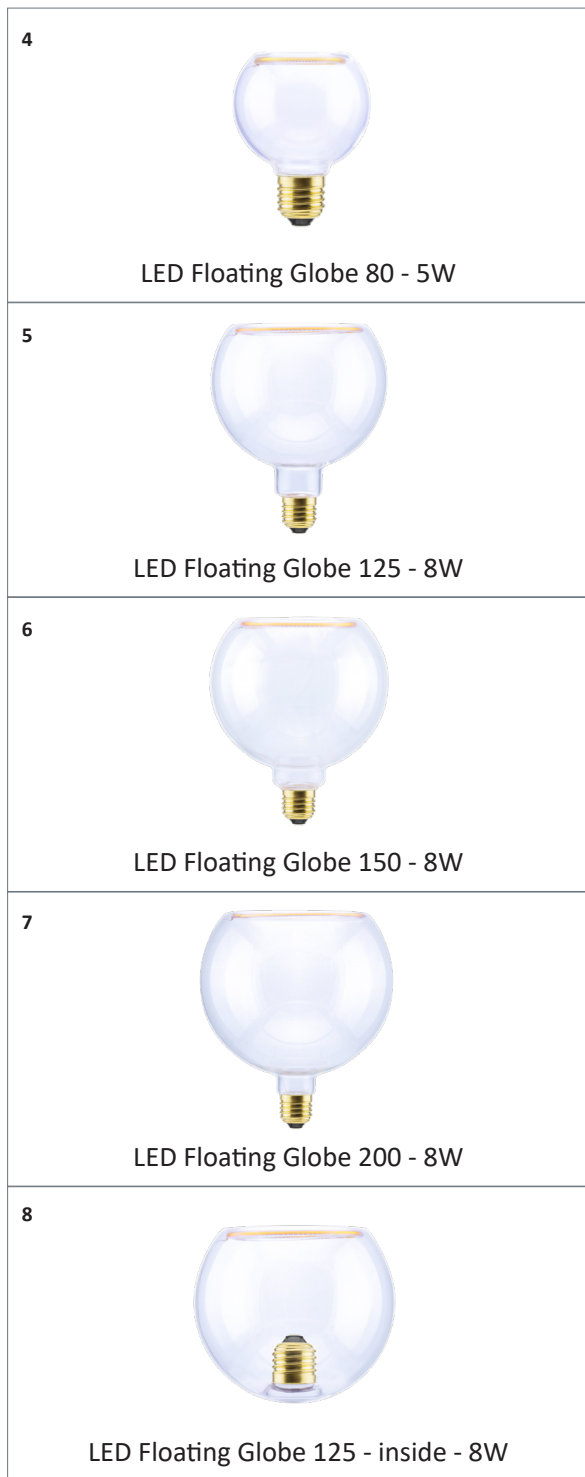 4
LED Floating Globe 80 - 5W
5
LED Floating Globe 125 - 8W
6
LED Floating Globe 150 - 8W
7
LED Floating Globe 200 - 8W
8
LED Floating Globe 125 - inside - 8W